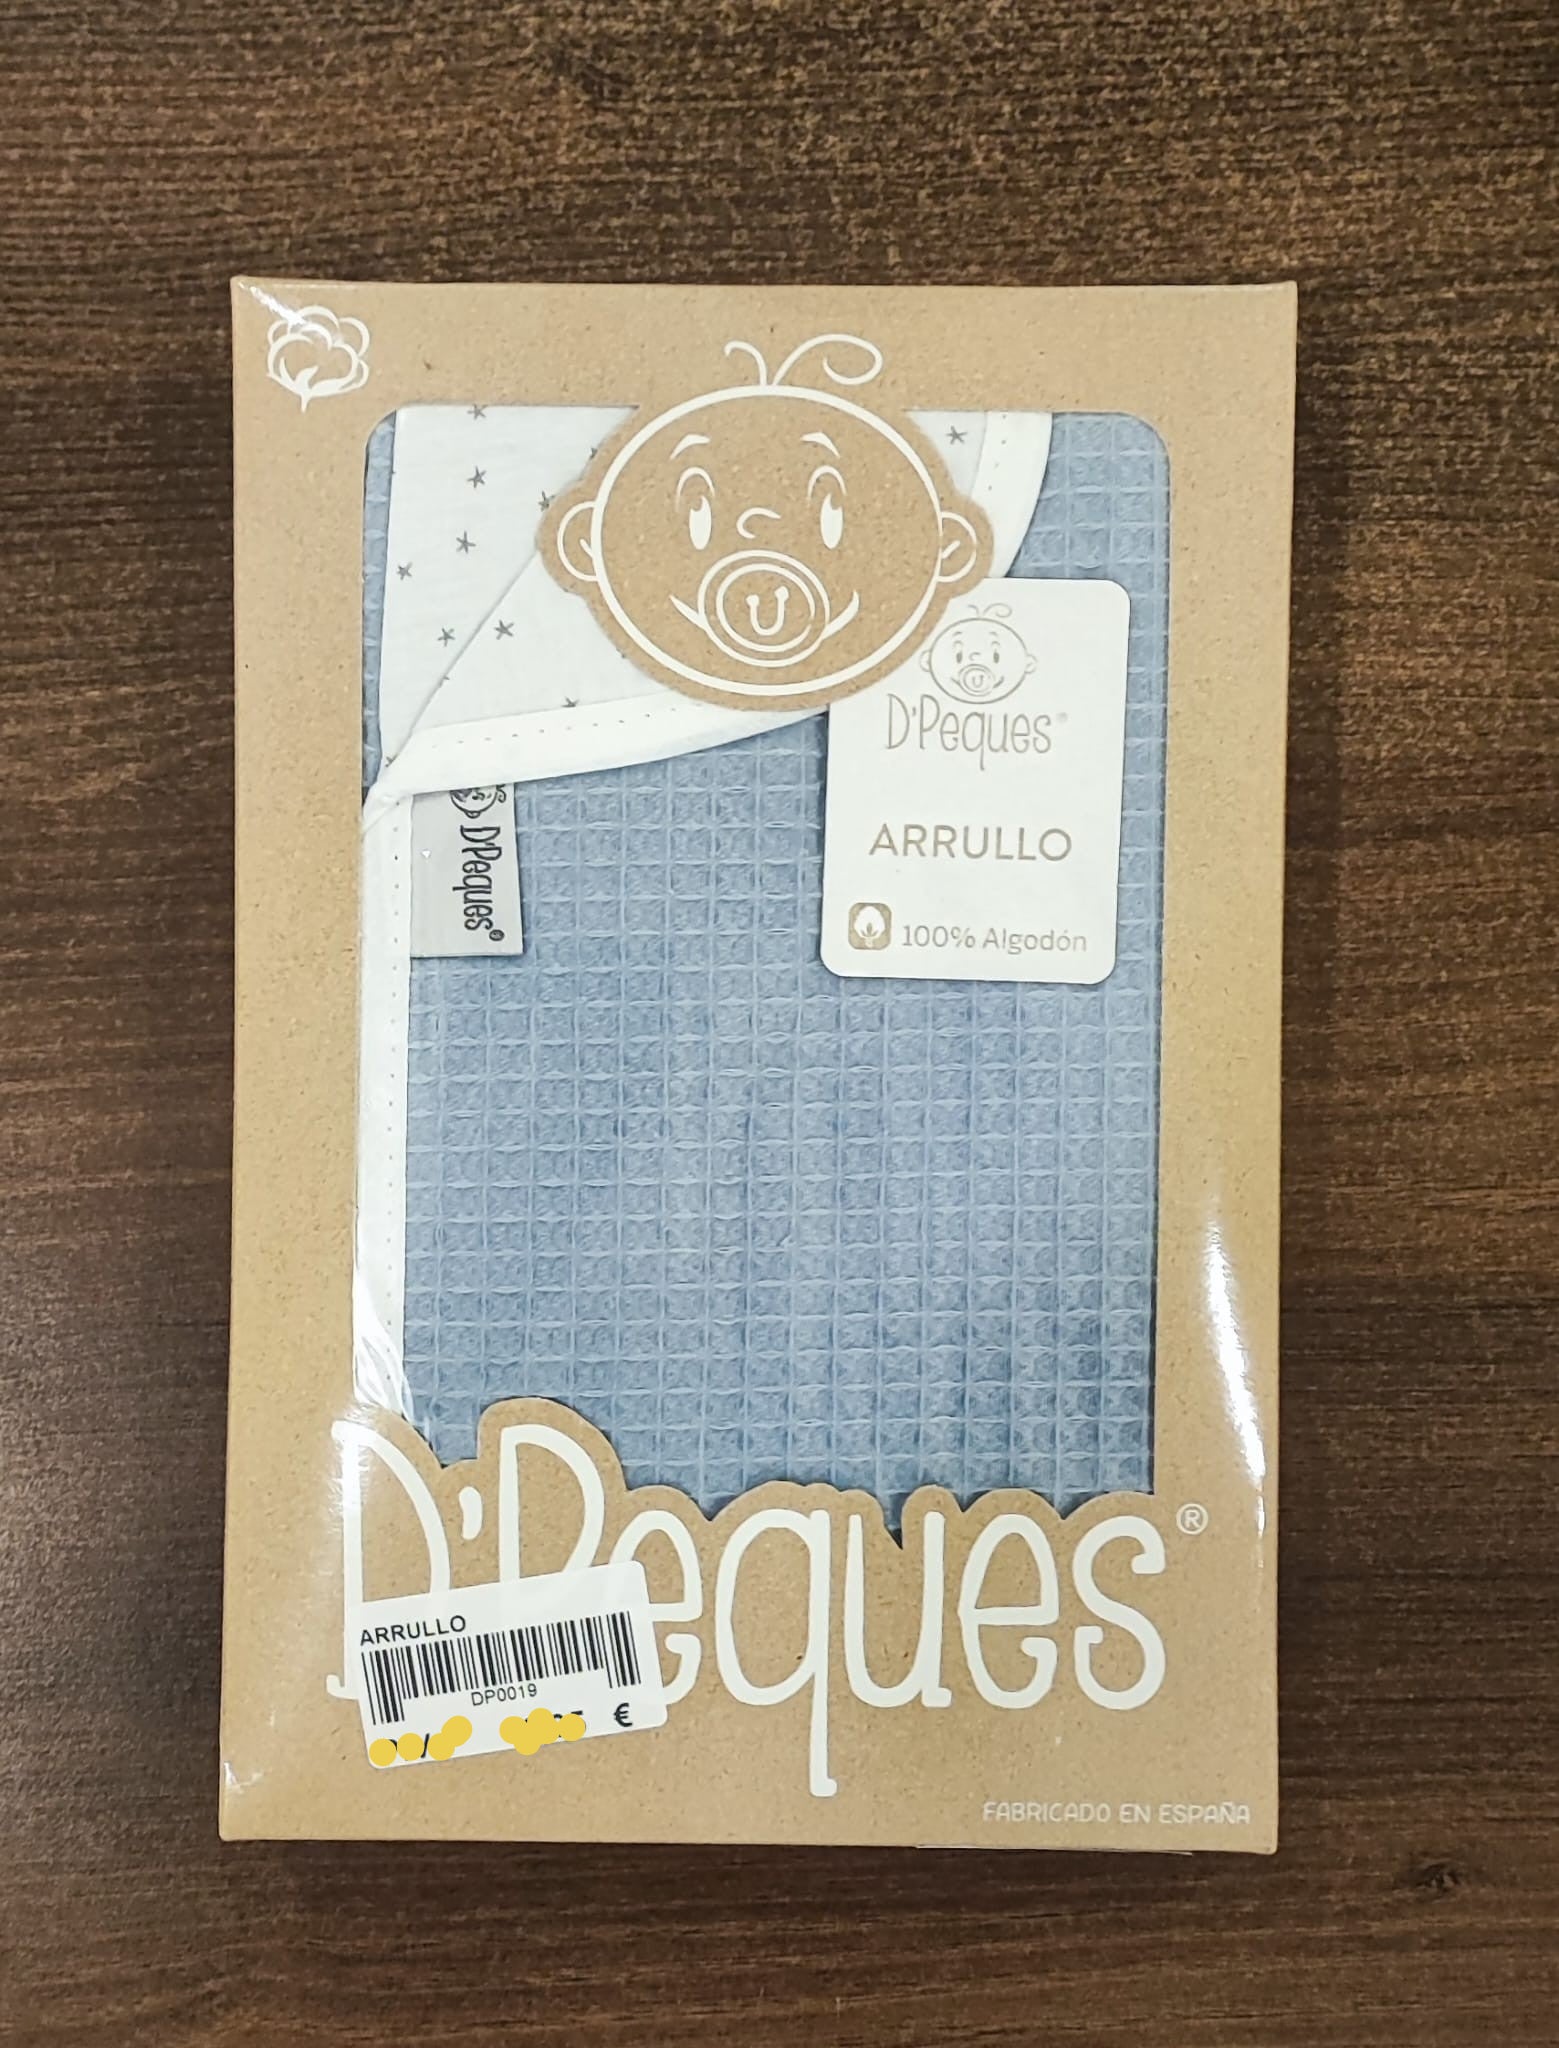 D'Peques®
ARRULLO
100% Algodón
D'Peques®
D'Peques®
ARRULLO
DP0019
€
FABRICADO EN ESPAÑA